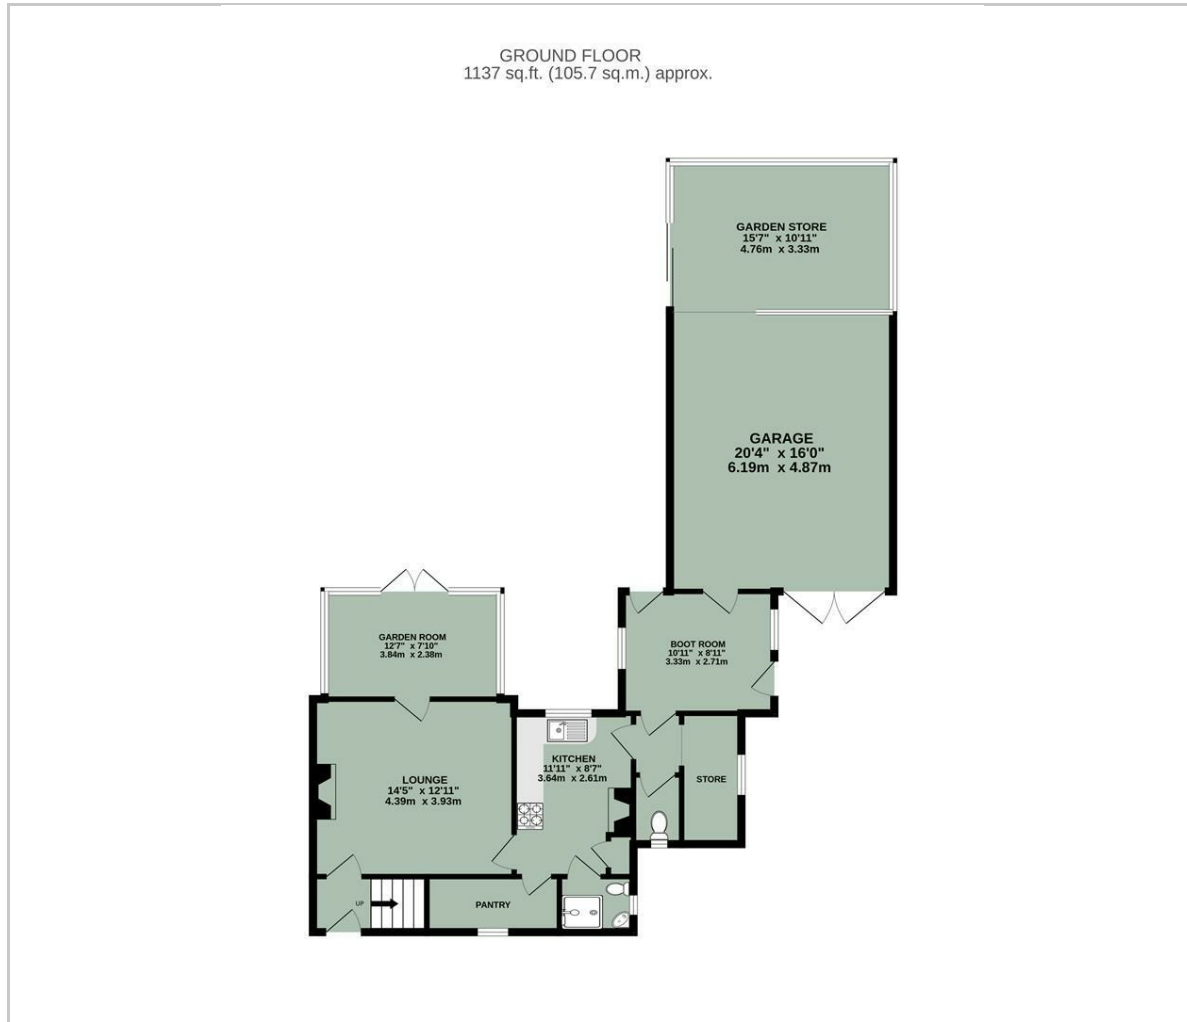 GROUND FLOOR
1137 sq.ft. (105.7 sq.m.) approx.
GARDEN STORE
15'7" x 10'11"
4.76m x 3.33m
GARAGE
20'4" x 16'0"
6.19m x 4.87m
GARDEN ROOM
12'7" x 7'10"
3.84m x 2.38m
BOOT ROOM
10'11" x 8'11"
3.33m x 2.71m
KITCHEN
11'11" x 8'7"
3.64m x 2.61m
LOUNGE
14'5" x 12'11"
4.39m x 3.93m
STORE
UP
PANTRY